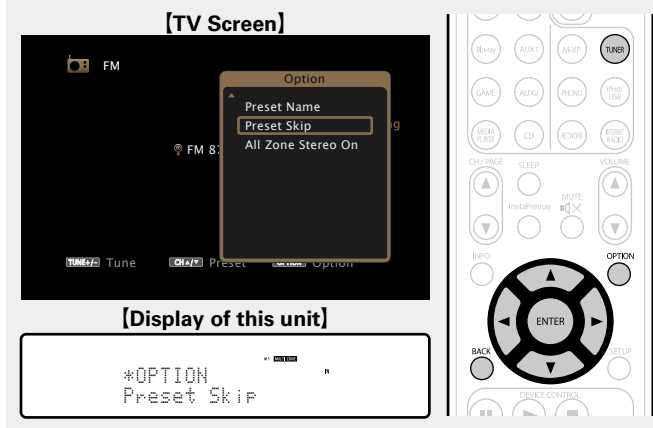 【TV Screen】
FM
Option
Preset Name
Preset Skip
All Zone Stereo On
FM 87
TUNE+/- Tune
CH Preset
OPTION Option
【Display of this unit】
MULTI ZONE
*OPTION
Preset Skip
Blu-ray
AUX1
M-XP
TUNER
GAME
AUX2
PHONO
iPod/
USB
MEDIA
PLAYER
CD
NETWORK
INTERNET
RADIO
CH / PAGE
SLEEP
VOLUME
MUTE
InstaPrevue
INFO
OPTION
ENTER
BACK
SETUP
DEVICE CONTROL